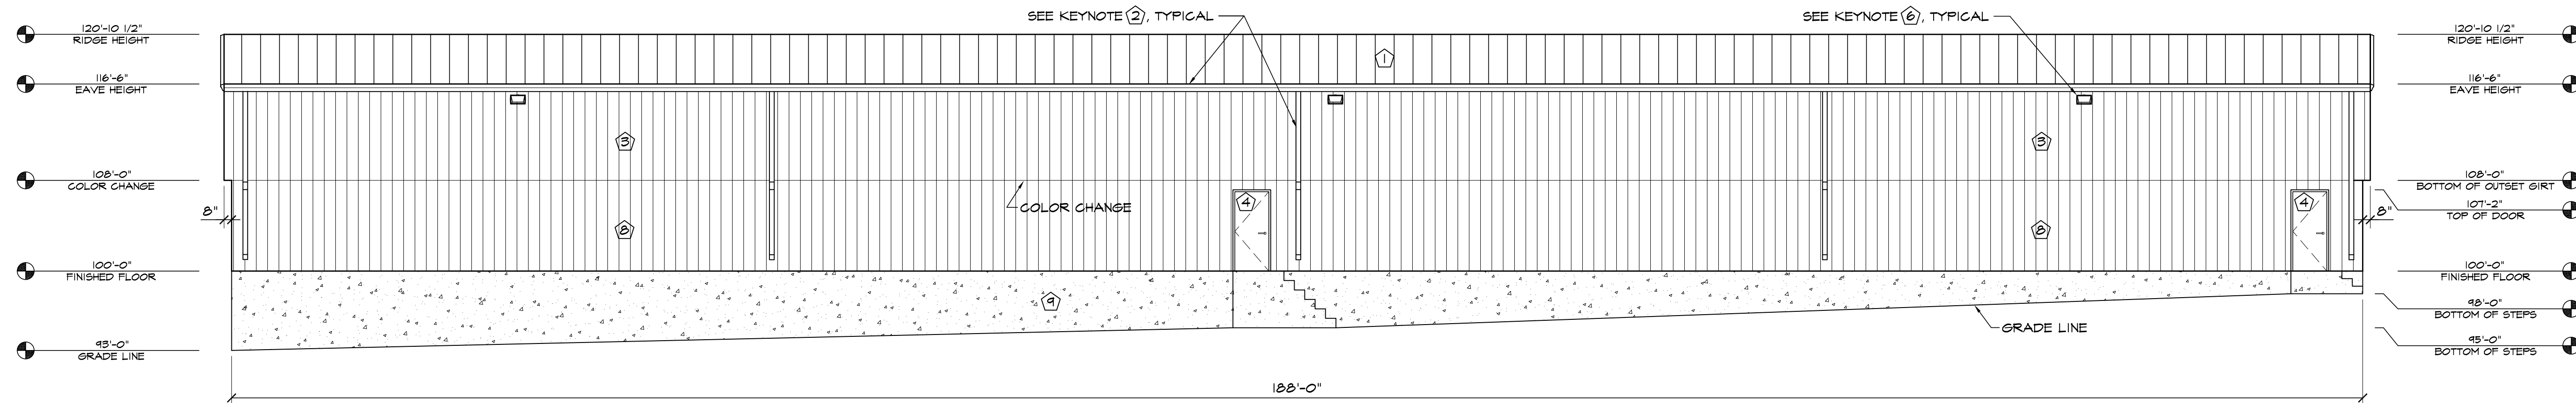 SEE KEYNOTE 2, TYPICAL
SEE KEYNOTE 6, TYPICAL
120'-10 1/2"
RIDGE HEIGHT
120'-10 1/2"
RIDGE HEIGHT
1
116'-6"
EAVE HEIGHT
116'-6"
EAVE HEIGHT
3
3
108'-0"
COLOR CHANGE
108'-0"
BOTTOM OF OUTSET GIRT
8"
COLOR CHANGE
4
4
107'-2"
TOP OF DOOR
8"
8
8
100'-0"
FINISHED FLOOR
100'-0"
FINISHED FLOOR
9
98'-0"
BOTTOM OF STEPS
GRADE LINE
93'-0"
GRADE LINE
95'-0"
BOTTOM OF STEPS
188'-0"